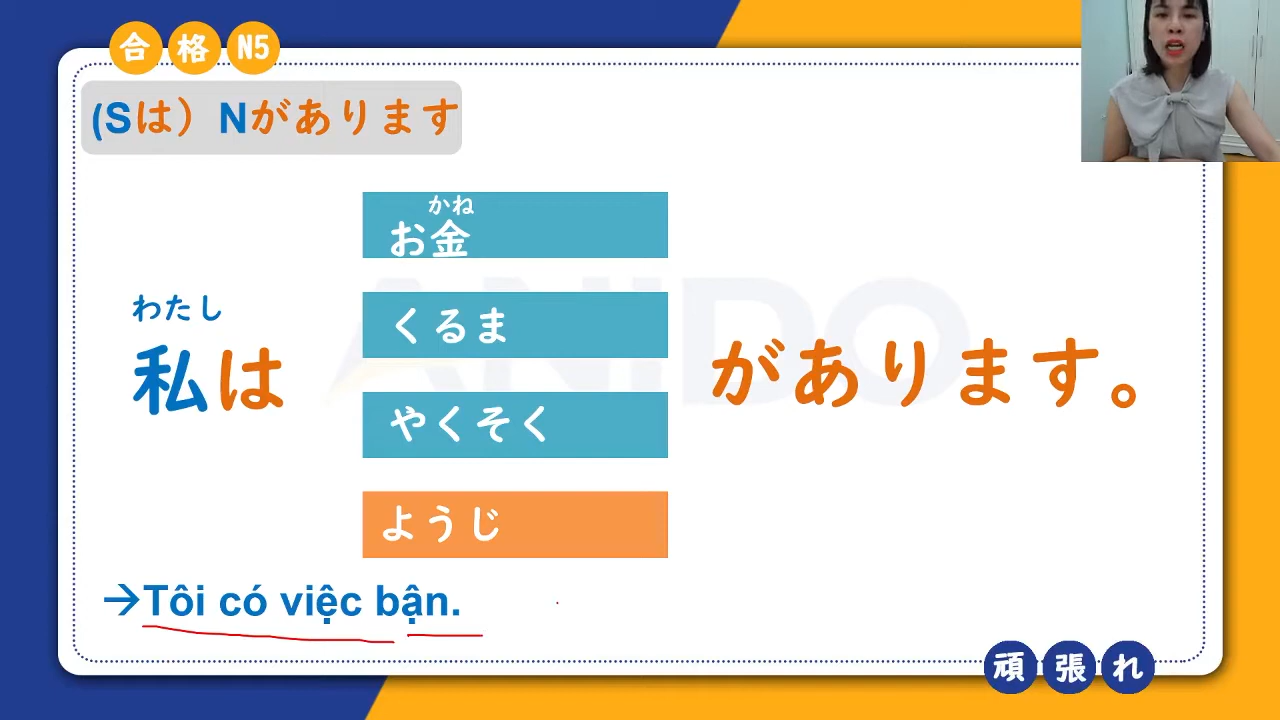 合格N5
(Sは）Nがあります
かね
お金
くるま
わたし
私は
があります。
やくそく
ようじ
→Tôi có việc bận.
ANIDO
頑張れ